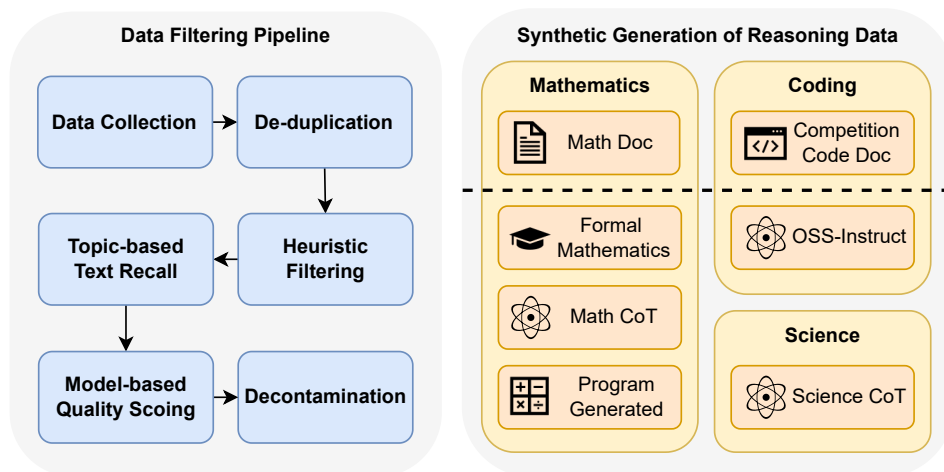 Data Filtering Pipeline
Data Collection
De-duplication
Heuristic
Filtering
Topic-based
Text Recall
Model-based
Quality Scoing
Decontamination
Synthetic Generation of Reasoning Data
Mathematics
Math Doc
Formal
Mathematics
Math CoT
Program
Generated
Coding
</>
Competition
Code Doc
OSS-Instruct
Science
Science CoT